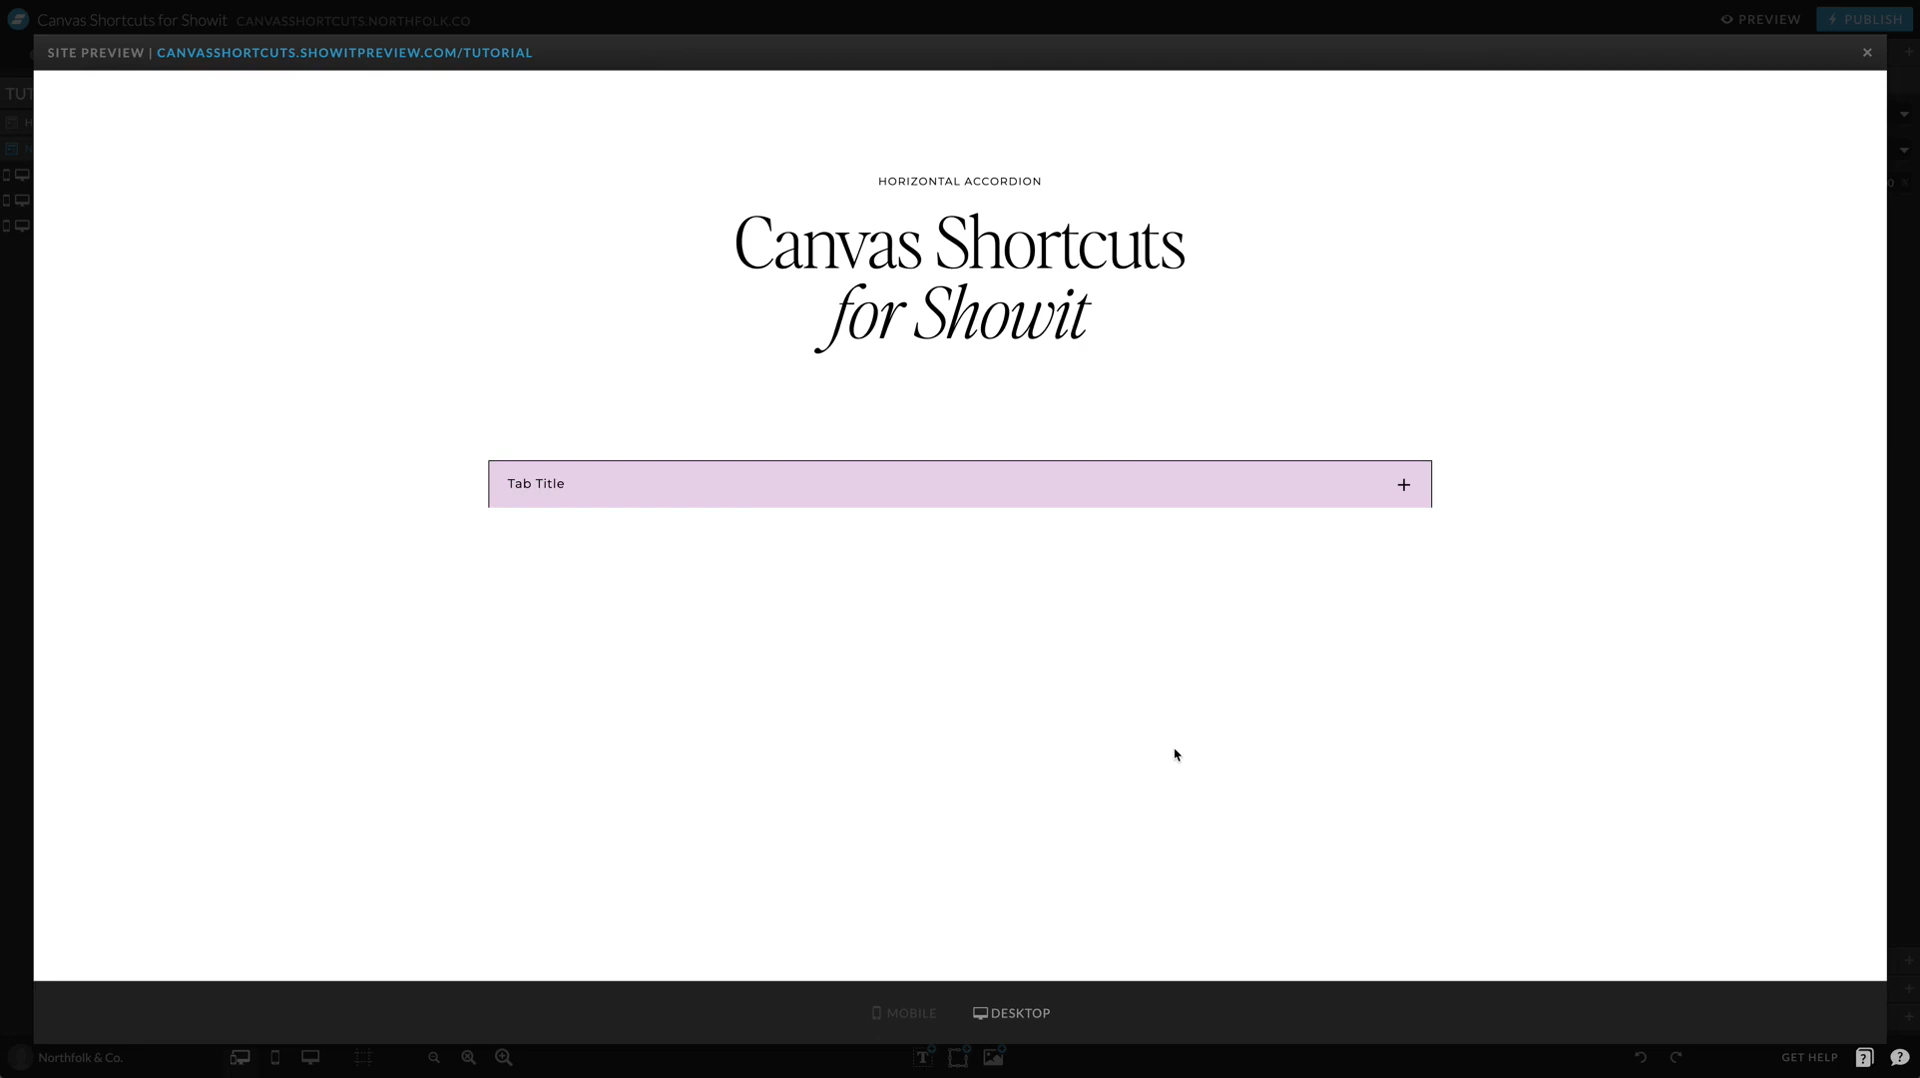 Canvas Shortcuts for Showit CANVASSHORTCUTS.NORTHFOLK.CO
PREVIEW
PUBLISH
SITE PREVIEW | CANVASSHORTCUTS.SHOWITPREVIEW.COM/TUTORIAL
TUT
HORIZONTAL ACCORDION
Canvas Shortcuts
for Showit
Tab Title
MOBILE
DESKTOP
Northfolk & Co.
GET HELP